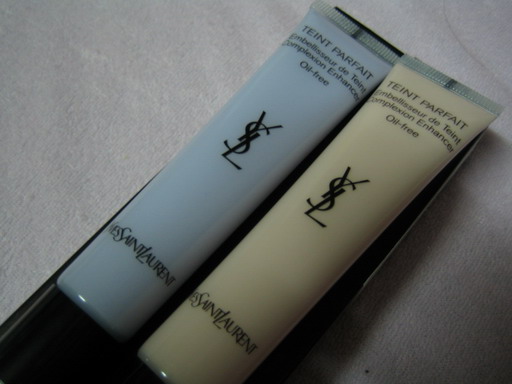 TEINT PARFAIT
Embellisseur de Teint
Complexion Enhancer
Oil-free
YSL
YVESSAINTLAURENT
TEINT PARFAIT
Embellisseur de Teint
Complexion Enhancer
Oil-free
YSL
YVESSAINTLAURENT